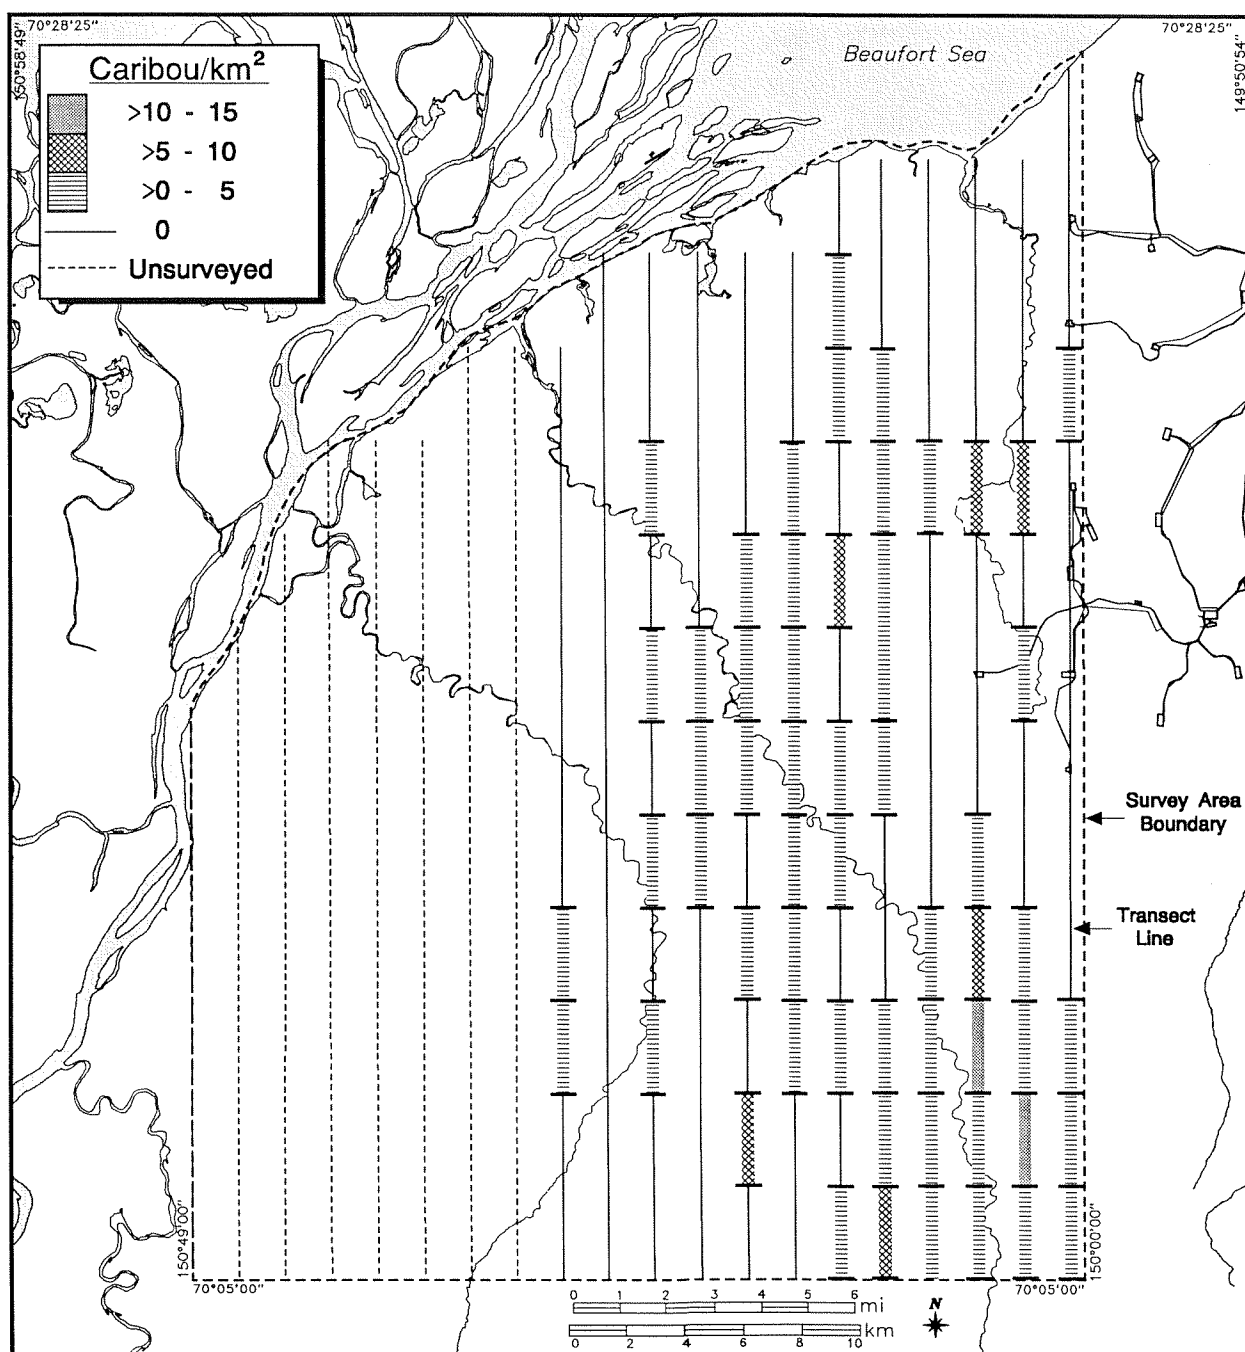 70°28'25"
70°28'25"
150°58'49"
149°50'54"
Beaufort Sea
Caribou/km²
>10 - 15
>5 - 10
>0 - 5
0
Unsurveyed
Survey Area
Boundary
Transect
Line
150°49'00"
150°00'00"
70°05'00"
70°05'00"
0 1 2 3 4 5 6
mi
N
km
0 2 4 6 8 10